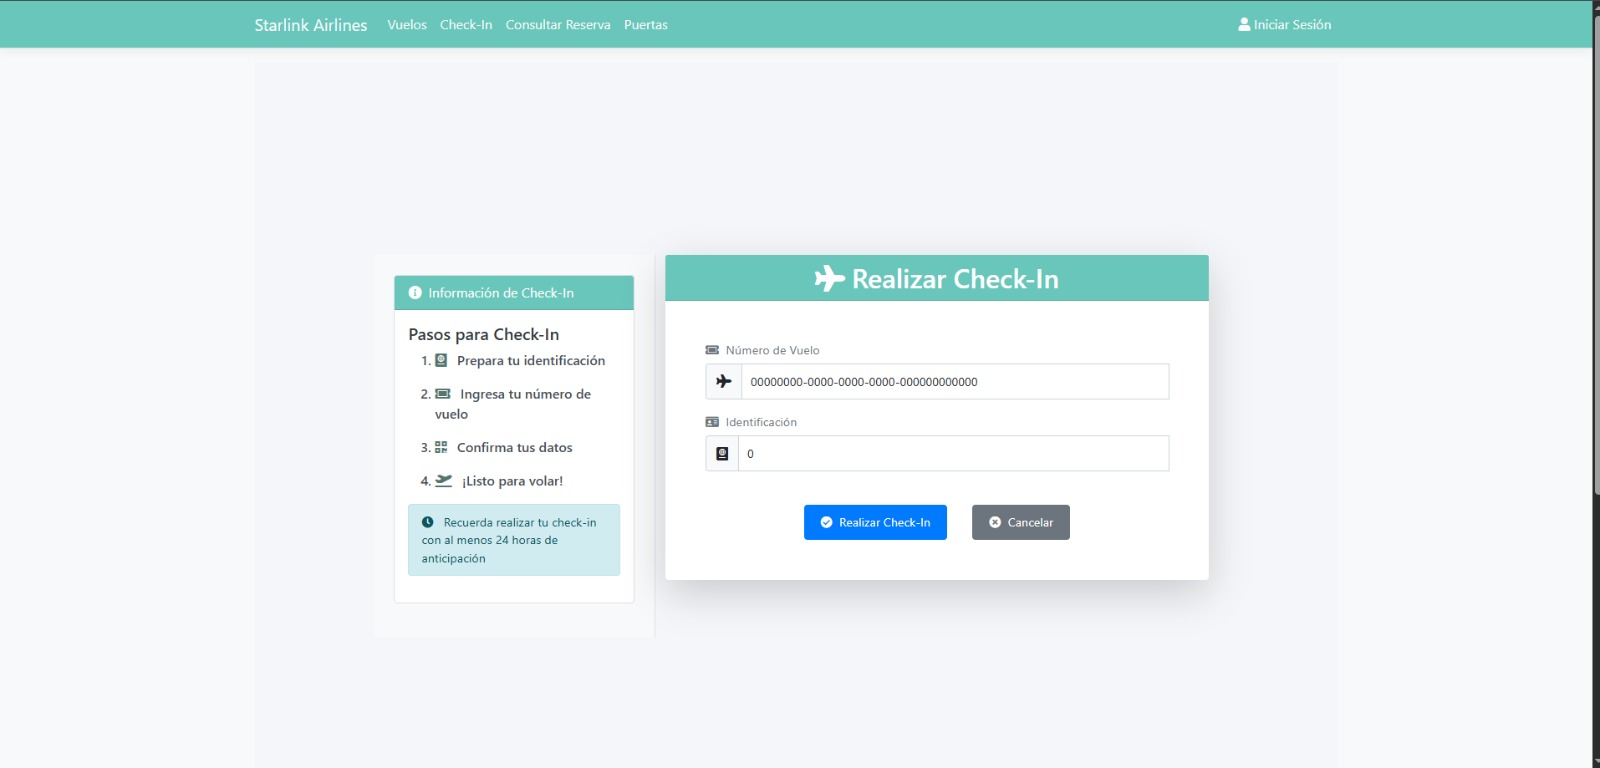 Starlink Airlines Vuelos Check-In Consultar Reserva Puertas Iniciar Sesión
Información de Check-In
Pasos para Check-In
1. Prepara tu identificación
2. Ingresa tu número de
vuelo
3. Confirma tus datos
4. ¡Listo para volar!
Recuerda realizar tu check-in
con al menos 24 horas de
anticipación
Realizar Check-In
Número de Vuelo
00000000-0000-0000-0000-000000000000
Identificación
0
Realizar Check-In Cancelar